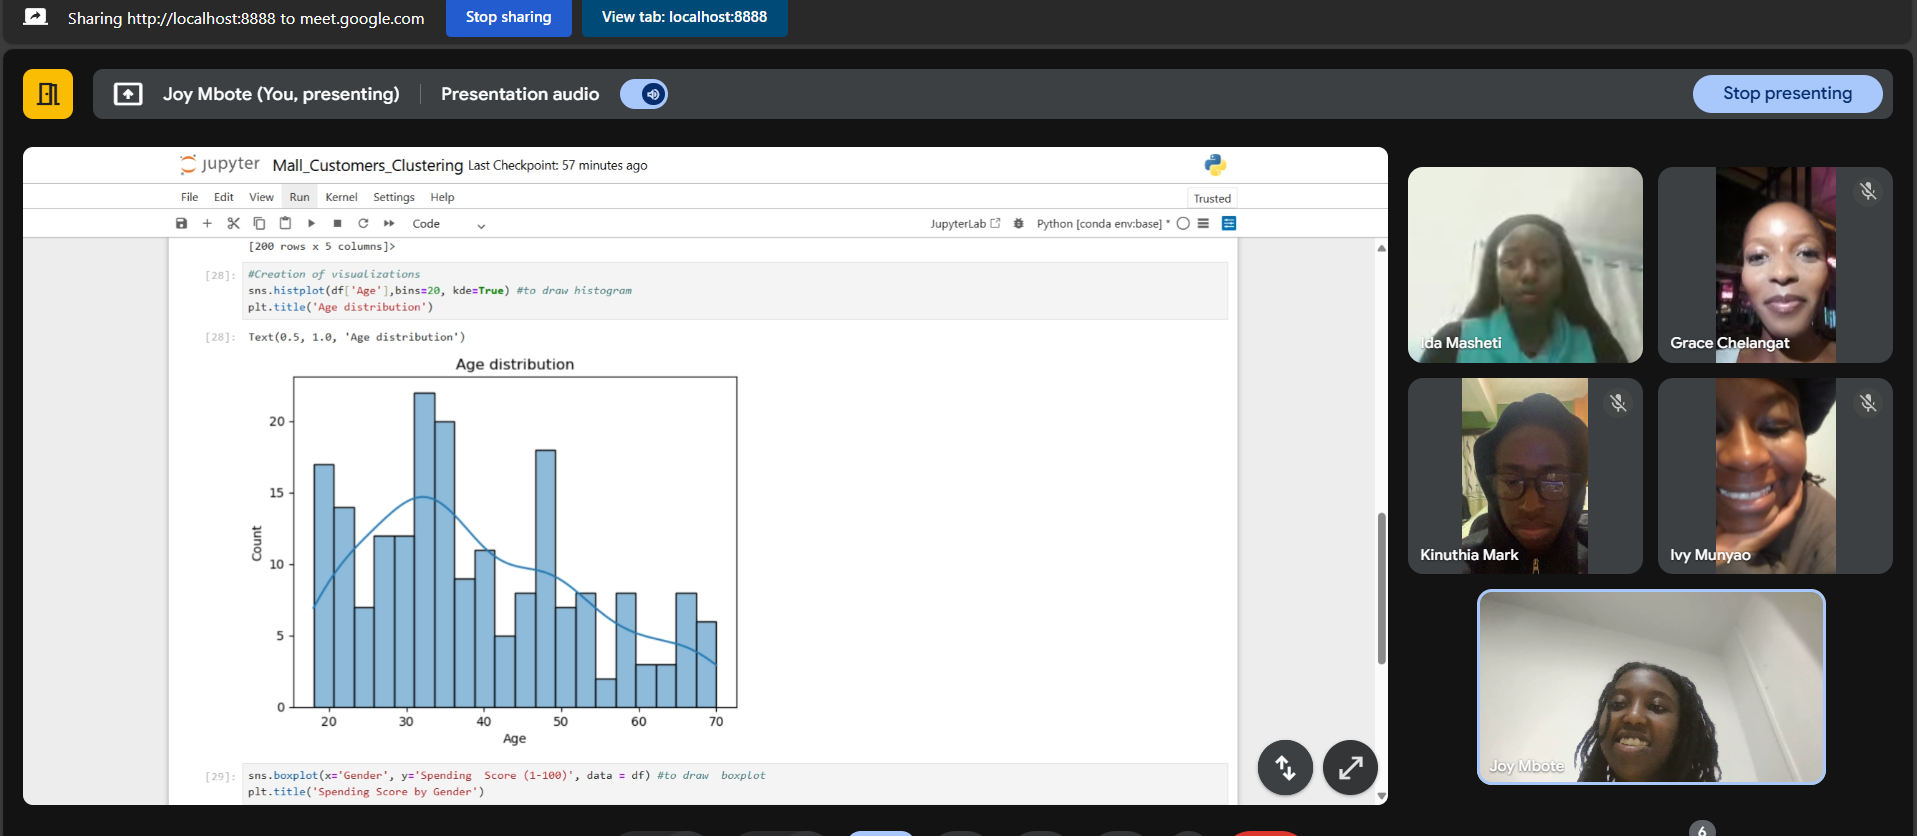 Sharing http://localhost:8888 to meet.google.com
Stop sharing
View tab: localhost:8888
Joy Mbote (You, presenting)
Presentation audio
Stop presenting
jupyter Mall_Customers_Clustering Last Checkpoint: 57 minutes ago
File Edit View Run Kernel Settings Help
Trusted
Code
JupyterLab
Python [conda env:base] *
[200 rows x 5 columns]>
[28]: #Creation of visualizations
sns.histplot(df['Age'],bins=20, kde=True) #to draw histogram
plt.title('Age distribution')
[28]: Text(0.5, 1.0, 'Age distribution')
Age distribution
20
15
10
5
0
Count
20 30 40 50 60 70
Age
[29]: sns.boxplot(x='Gender', y='Spending  Score (1-100)', data = df) #to draw  boxplot
plt.title('Spending Score by Gender')
Ida Masheti
Grace Chelangat
Kinuthia Mark
Ivy Munyao
Joy Mbote
6